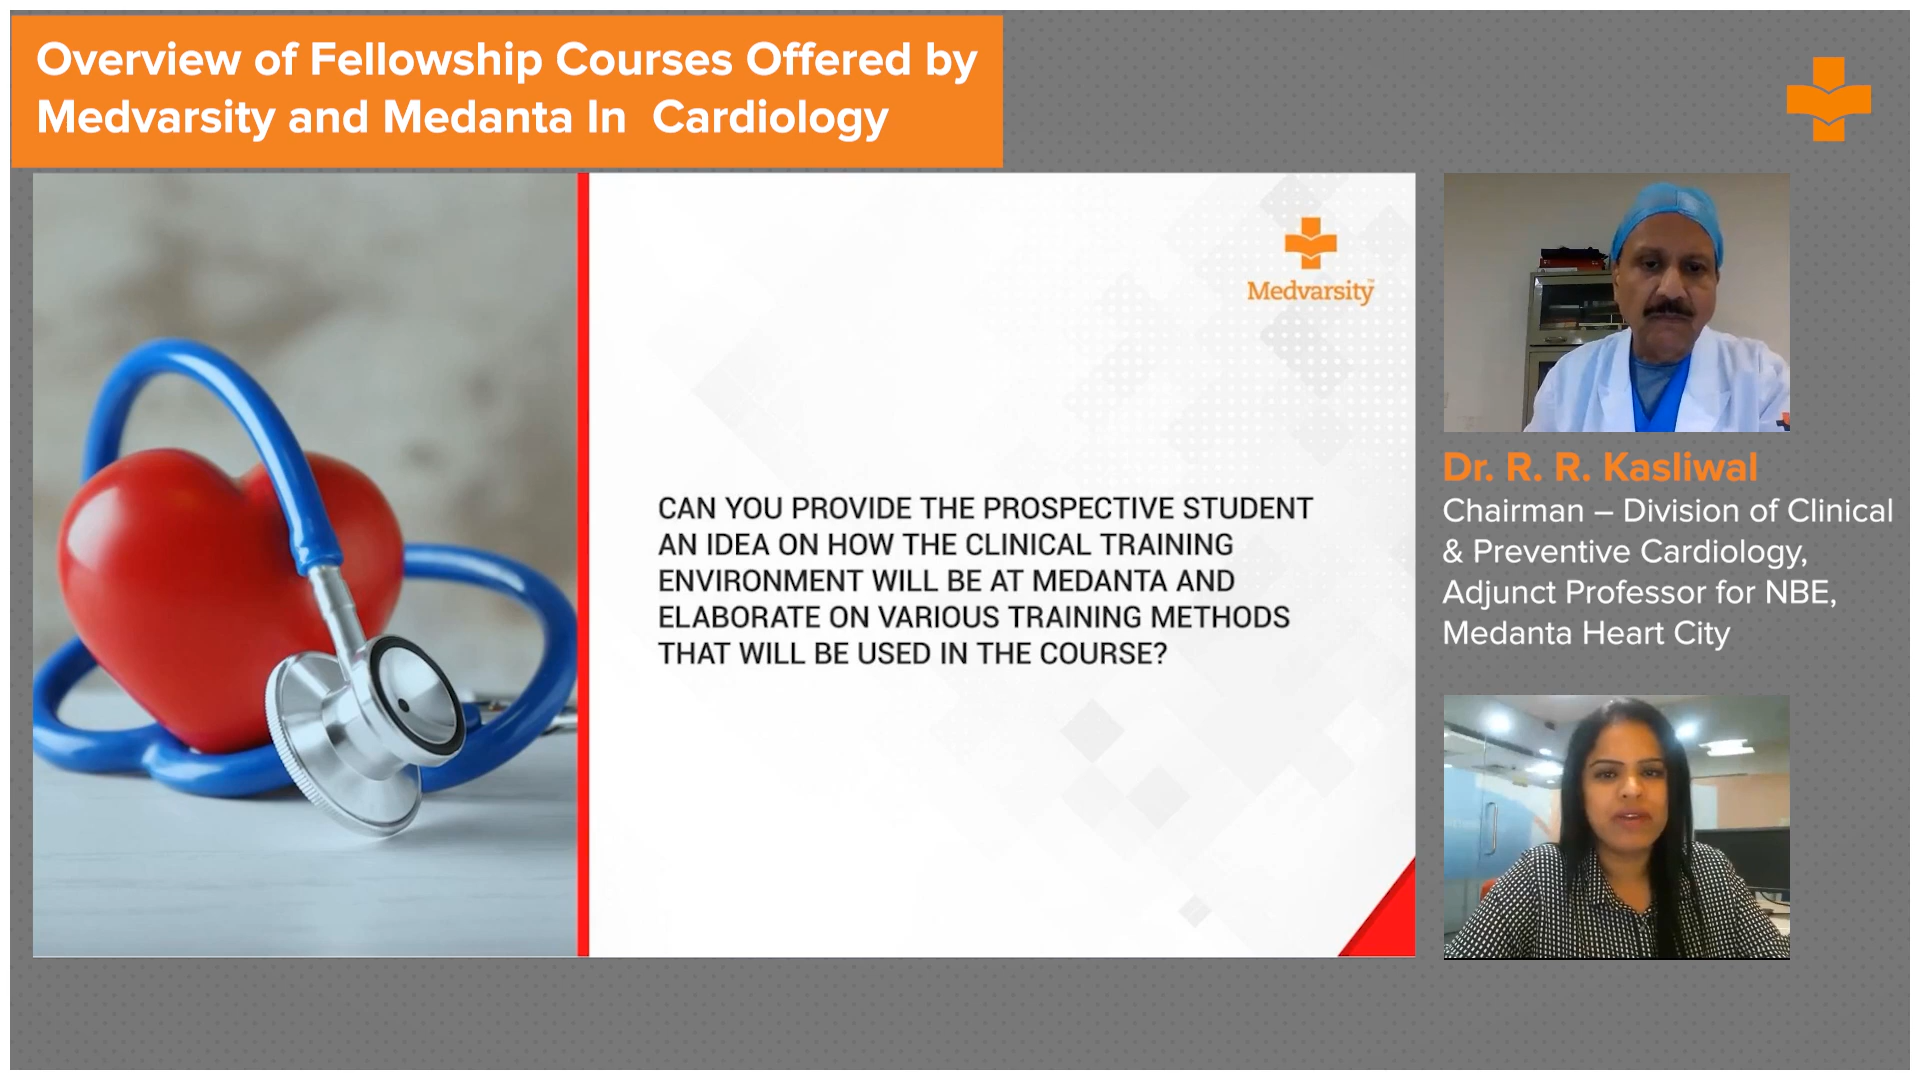 Overview of Fellowship Courses Offered by
Medvarsity and Medanta In  Cardiology
Medvarsity™
CAN YOU PROVIDE THE PROSPECTIVE STUDENT
AN IDEA ON HOW THE CLINICAL TRAINING
ENVIRONMENT WILL BE AT MEDANTA AND
ELABORATE ON VARIOUS TRAINING METHODS
THAT WILL BE USED IN THE COURSE?
Dr. R. R. Kasliwal
Chairman – Division of Clinical
& Preventive Cardiology,
Adjunct Professor for NBE,
Medanta Heart City